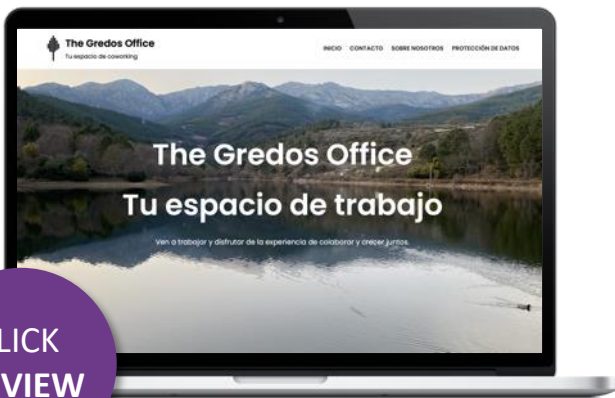 The Gredos Office
Tu espacio de coworking
INICIO CONTACTO SOBRE NOSOTROS PROTECCIÓN DE DATOS
The Gredos Office
Tu espacio de trabajo
Ven a trabajar y disfrutar de la experiencia de colaborar y crecer juntos.
LICK
VIEW